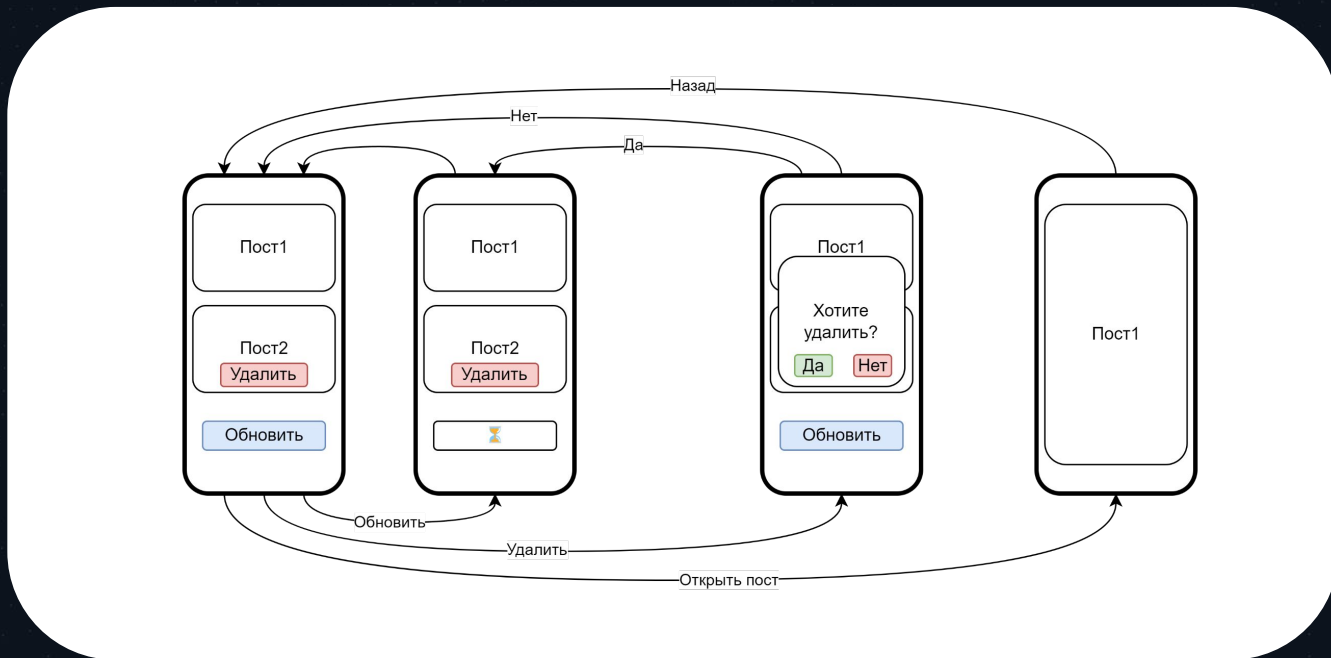 Назад
Нет
Да
Пост1
Пост2
Удалить
Обновить
Пост1
Пост2
Удалить
Пост1
Хотите
удалить?
Да
Нет
Обновить
Пост1
Обновить
Удалить
Открыть пост